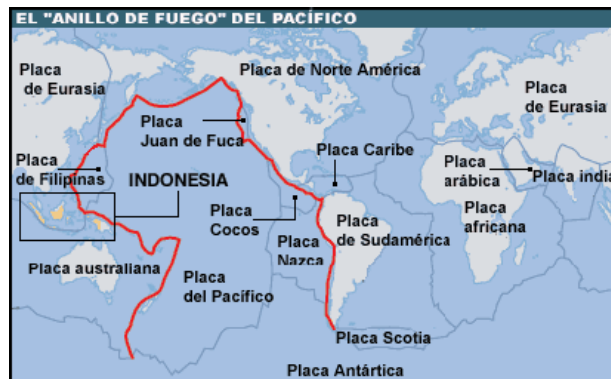 EL "ANILLO DE FUEGO" DEL PACÍFICO
Placa
de Eurasia
Placa de Norte América
Placa
de Eurasia
Placa
Juan de Fuca
Placa Caribe
Placa
de Filipinas
INDONESIA
Placa
arábica
Placa india
Placa
Cocos
Placa
de Sudamérica
Placa
africana
Placa
Nazca
Placa australiana
Placa
del Pacífico
Placa Scotia
Placa Antártica